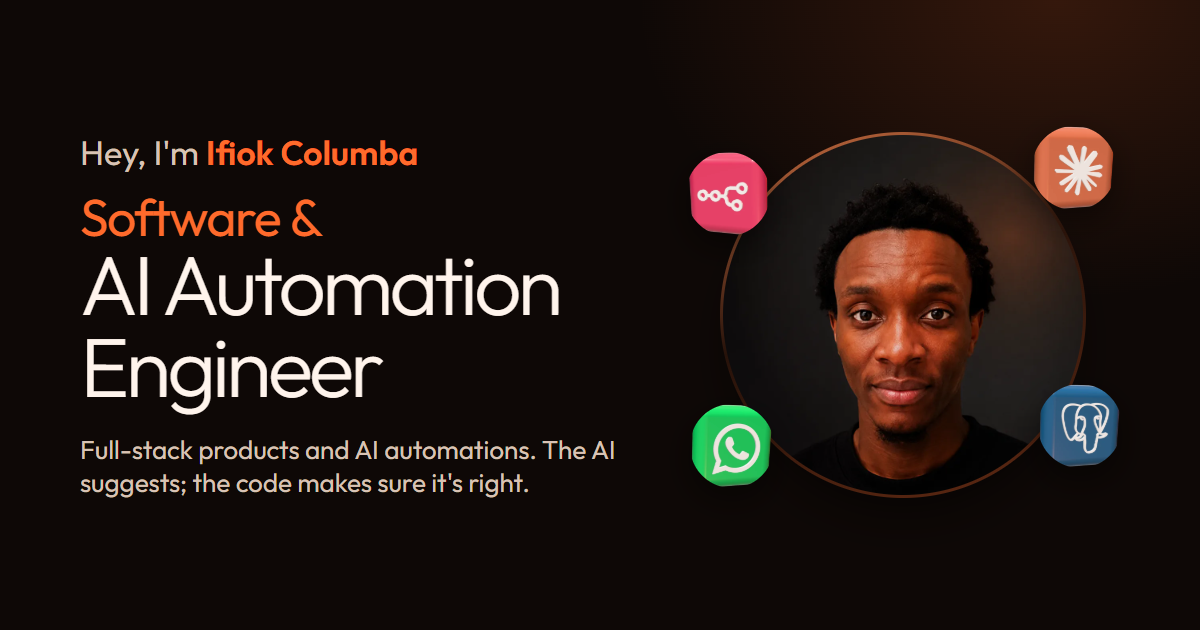 Hey, I'm Ifiok Columba
Software &
AI Automation
Engineer
Full-stack products and AI automations. The AI
suggests; the code makes sure it's right.